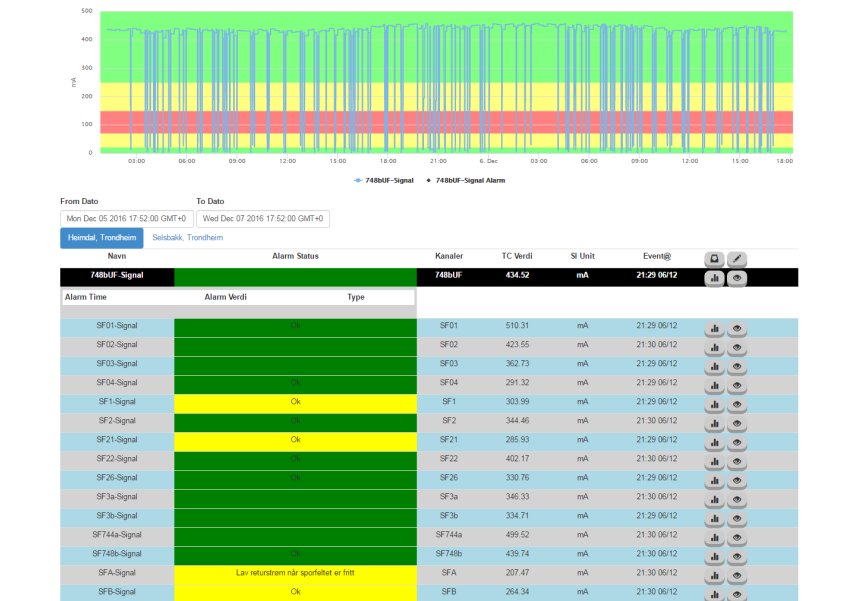 500
400
300
mA
200
100
0
03:00 06:00 09:00 12:00 15:00 18:00 21:00 6. Dec 03:00 06:00 09:00 12:00 15:00 18:00
748bUF-Signal 748bUF-Signal Alarm
From Dato To Dato
Mon Dec 05 2016 17:52:00 GMT+0 Wed Dec 07 2016 17:52:00 GMT+0
Heimdal, Trondheim Selsbakk, Trondheim
Navn Alarm Status Kanaler TC Verdi SI Unit Event@
748bUF-Signal 748bUF 434.52 mA 21:29 06/12
Alarm Time Alarm Verdi Type
SF01-Signal Ok SF01 510.31 mA 21:29 06/12
SF02-Signal SF02 423.55 mA 21:30 06/12
SF03-Signal SF03 362.73 mA 21:29 06/12
SF04-Signal Ok SF04 291.32 mA 21:29 06/12
SF1-Signal Ok SF1 303.99 mA 21:29 06/12
SF2-Signal Ok SF2 344.46 mA 21:30 06/12
SF21-Signal Ok SF21 285.93 mA 21:29 06/12
SF22-Signal Ok SF22 402.17 mA 21:30 06/12
SF26-Signal Ok SF26 330.76 mA 21:30 06/12
SF3a-Signal SF3a 346.33 mA 21:30 06/12
SF3b-Signal SF3b 334.71 mA 21:30 06/12
SF744a-Signal SF744a 499.52 mA 21:30 06/12
SF748b-Signal Ok SF748b 439.74 mA 21:30 06/12
SFA-Signal Lav returstrøm når sporfeltet er fritt SFA 207.47 mA 21:30 06/12
SFB-Signal Ok SFB 264.34 mA 21:30 06/12